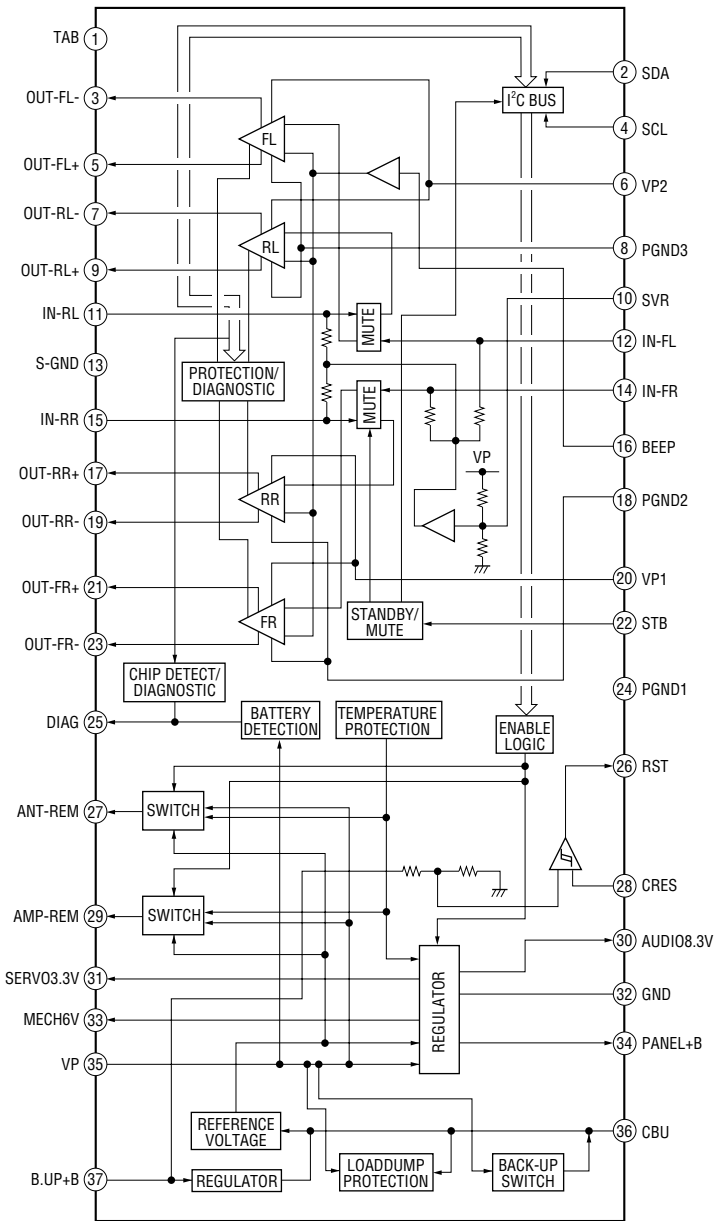 TAB 1
2 SDA
OUT-FL- 3
I²C BUS
4 SCL
FL
OUT-FL+ 5
6 VP2
OUT-RL- 7
RL
8 PGND3
OUT-RL+ 9
10 SVR
IN-RL 11
MUTE
12 IN-FL
S-GND 13
PROTECTION/
DIAGNOSTIC
MUTE
14 IN-FR
IN-RR 15
16 BEEP
VP
OUT-RR+ 17
RR
18 PGND2
OUT-RR- 19
20 VP1
OUT-FR+ 21
FR
STANDBY/
MUTE
22 STB
OUT-FR- 23
CHIP DETECT/
DIAGNOSTIC
24 PGND1
DIAG 25
BATTERY
DETECTION
TEMPERATURE
PROTECTION
ENABLE
LOGIC
26 RST
ANT-REM 27
SWITCH
28 CRES
AMP-REM 29
SWITCH
30 AUDIO8.3V
SERVO3.3V 31
REGULATOR
32 GND
MECH6V 33
34 PANEL+B
VP 35
REFERENCE
VOLTAGE
36 CBU
B.UP+B 37
REGULATOR
LOADDUMP
PROTECTION
BACK-UP
SWITCH